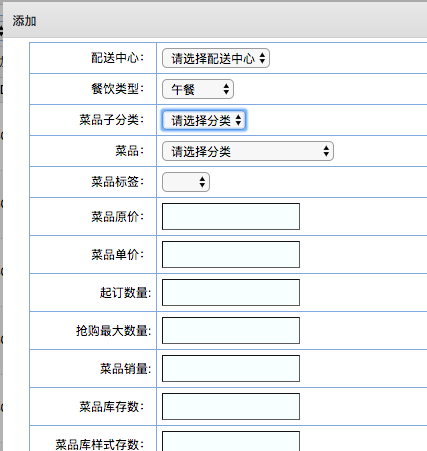 添加
配送中心： 请选择配送中心
餐饮类型： 午餐
菜品子分类： 请选择分类
菜品： 请选择分类
菜品标签：
菜品原价：
菜品单价：
起订数量:
抢购最大数量:
菜品销量:
菜品库存数：
菜品库样式存数：